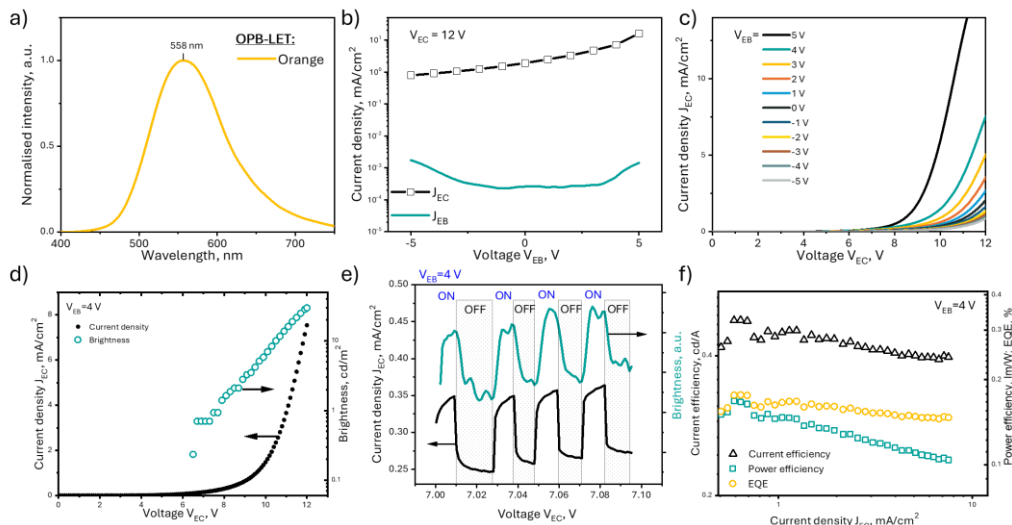 a)
558 nm
OPB-LET:
Orange
1.0
0.5
0.0
400
500
600
700
Normalised intensity, a.u.
Wavelength, nm
b)
V_EC = 12 V
10²
10¹
10⁰
10⁻¹
10⁻²
10⁻³
10⁻⁴
10⁻⁵
J_EC
J_EB
-5
0
5
Current density, mA/cm²
Voltage V_EB, V
c)
V_EB=
5 V
4 V
3 V
2 V
1 V
0 V
-1 V
-2 V
-3 V
-4 V
-5 V
5
2.5
0
0
2
4
6
8
10
12
Current density J_EC, mA/cm²
Voltage V_EC, V
d)
V_EB=4 V
Current density
Brightness
8
6
4
2
0
10
1
0.1
0
2
4
6
8
10
12
14
Current density J_EC, mA/cm²
Brightness, cd/m²
Voltage V_EC, V
e)
V_EB=4 V
ON
OFF
ON
OFF
ON
OFF
ON
OFF
0.50
0.45
0.40
0.35
0.30
0.25
7.00
7.02
7.04
7.06
7.08
7.10
Current density J_EC, mA/cm²
Brightness, a.u.
Voltage V_EC, V
f)
V_EB=4 V
0.4
0.2
0.4
0.3
0.2
0.1
Current efficiency
Power efficiency
EQE
1
10
Current efficiency, cd/A
Power efficiency, lm/W; EQE, %
Current density J_EC, mA/cm²